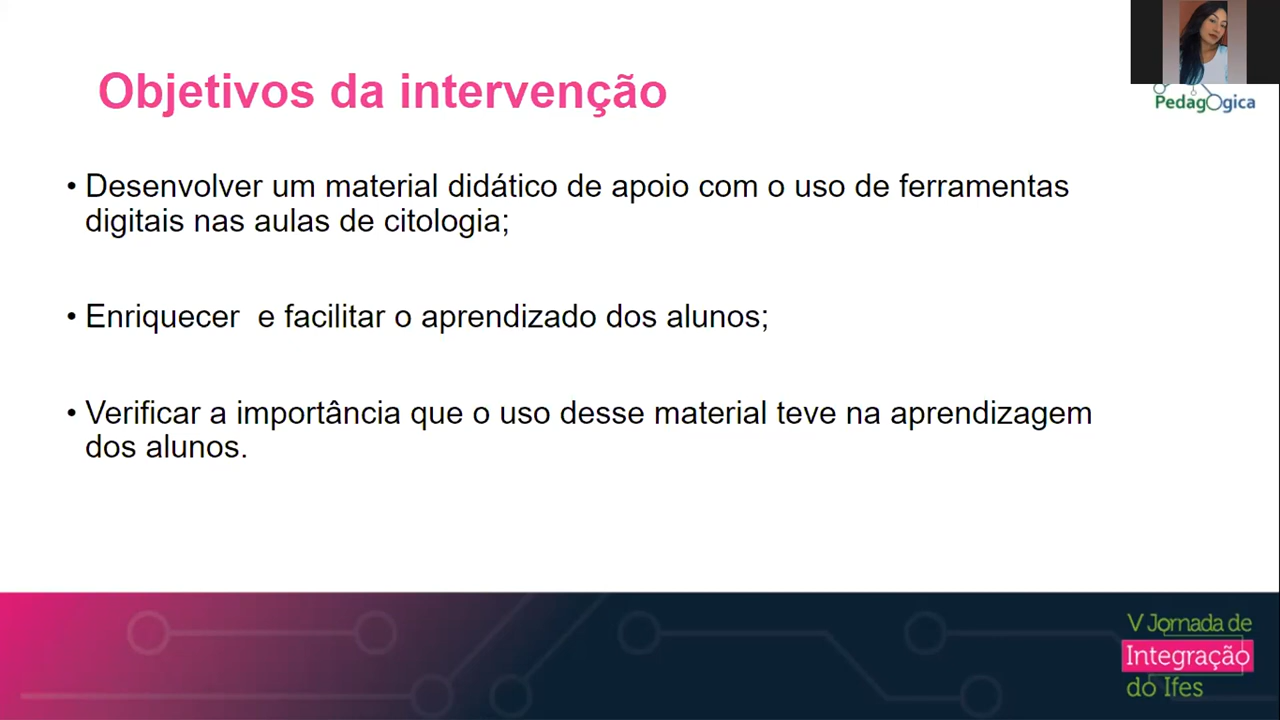 Objetivos da intervenção
PedagOgica
• Desenvolver um material didático de apoio com o uso de ferramentas
digitais nas aulas de citologia;
• Enriquecer  e facilitar o aprendizado dos alunos;
• Verificar a importância que o uso desse material teve na aprendizagem
dos alunos.
V Jornada de
Integração
do Ifes